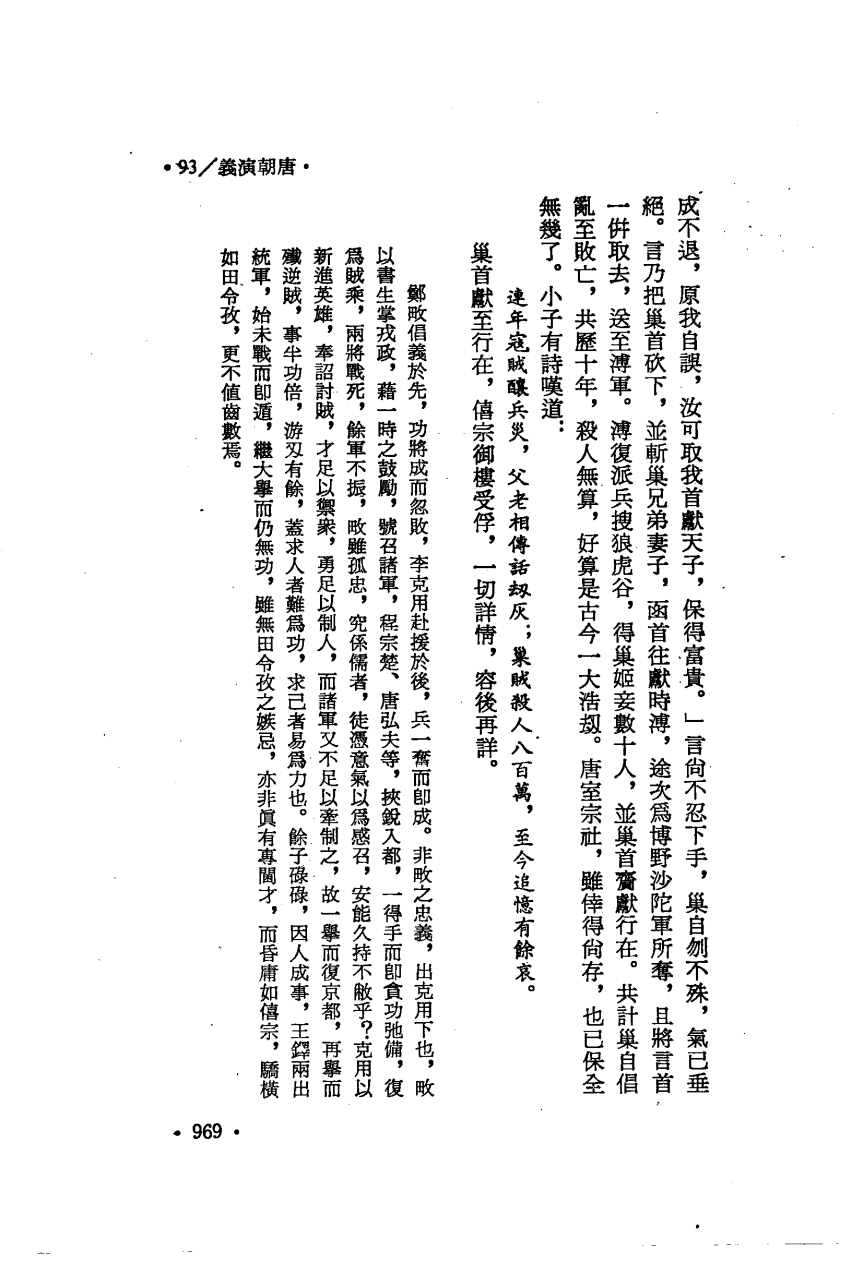 •93/義演朝唐•
成不退，原我自誤，汝可取我首獻天子，保得富貴。」言尙不忍下手，巢自刎不殊，氣已垂
絕。言乃把巢首砍下，並斬巢兄弟妻子，函首往獻時溥，途次爲博野沙陀軍所奪，且將言首
一併取去，送至溥軍。溥復派兵搜狼虎谷，得巢姬妾數十人，並巢首齎獻行在。共計巢自倡
亂至敗亡，共歷十年，殺人無算，好算是古今一大浩刼。唐室宗社，雖倖得尙存，也已保全
無幾了。小子有詩嘆道：
連年寇賊釀兵災，父老相傳話刼灰；巢賊殺人八百萬，至今追憶有餘哀。
巢首獻至行在，僖宗御樓受俘，一切詳情，容後再詳。
鄭畋倡義於先，功將成而忽敗，李克用赴援於後，兵一奮而卽成。非畋之忠義，出克用下也，畋
以書生掌戎政，藉一時之鼓勵，號召諸軍，程宗楚、唐弘夫等，挾銳入都，一得手而卽貪功弛備，復
爲賊乘，兩將戰死，餘軍不振，畋雖孤忠，究係儒者，徒憑意氣以爲感召，安能久持不敝乎？克用以
新進英雄，奉詔討賊，才足以禦衆，勇足以制人，而諸軍又不足以牽制之，故一舉而復京都，再舉而
殲逆賊，事半功倍，游刃有餘，蓋求人者難爲功，求己者易爲力也。餘子碌碌，因人成事，王鐸兩出
統軍，始未戰而卽遁，繼大舉而仍無功，雖無田令孜之嫉忌，亦非眞有專閫才，而昏庸如僖宗，驕橫
如田令孜，更不值齒數焉。
•969•